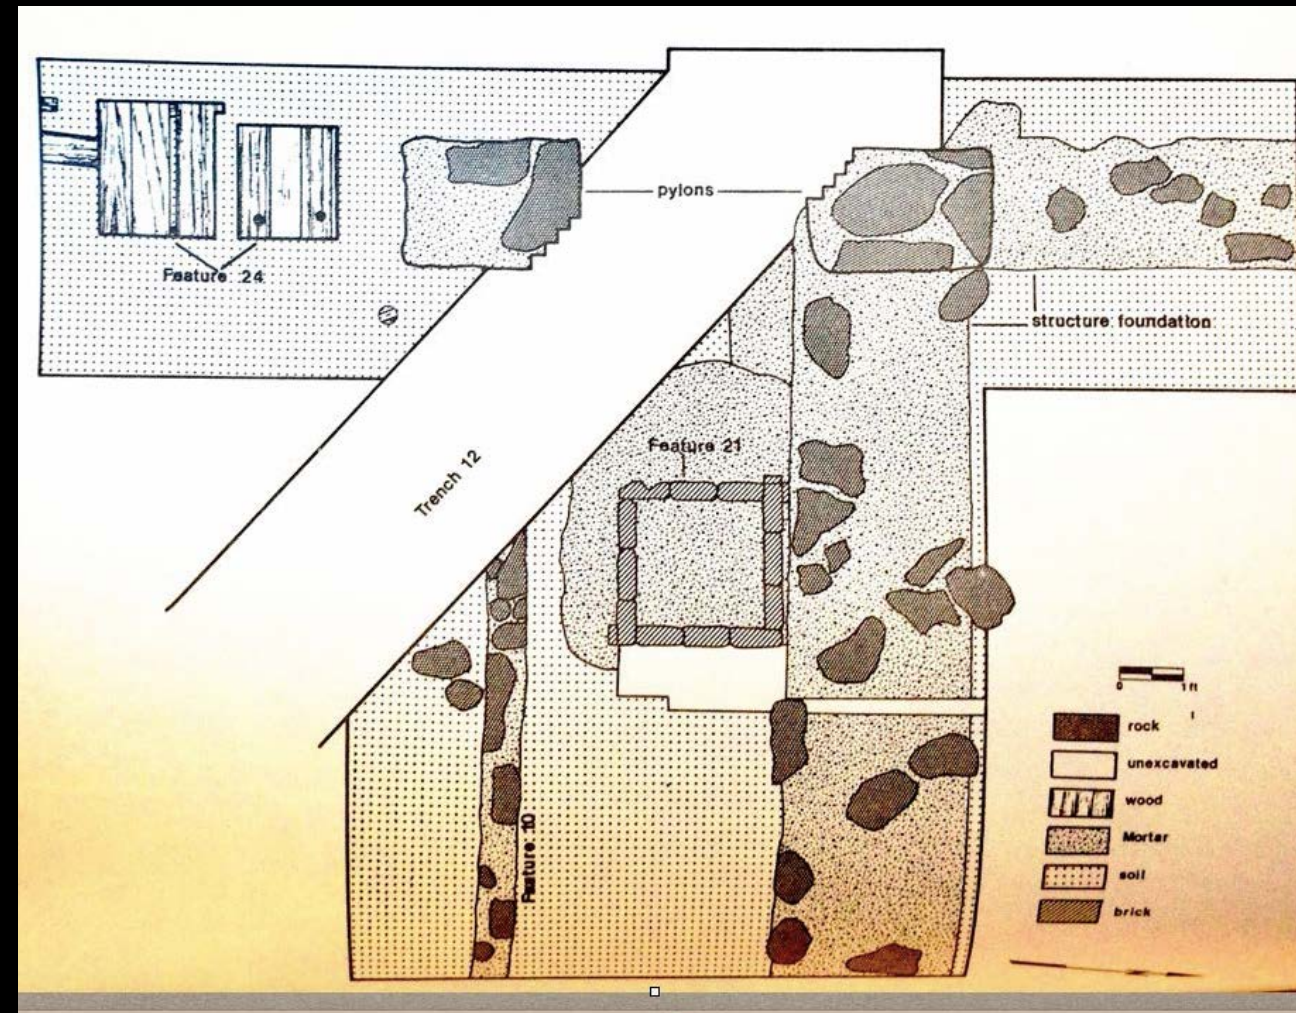 pylons
Feature 24
structure foundation
Feature 21
Trench 12
Feature 10
0 1 ft
1
rock
unexcavated
wood
Mortar
soil
brick